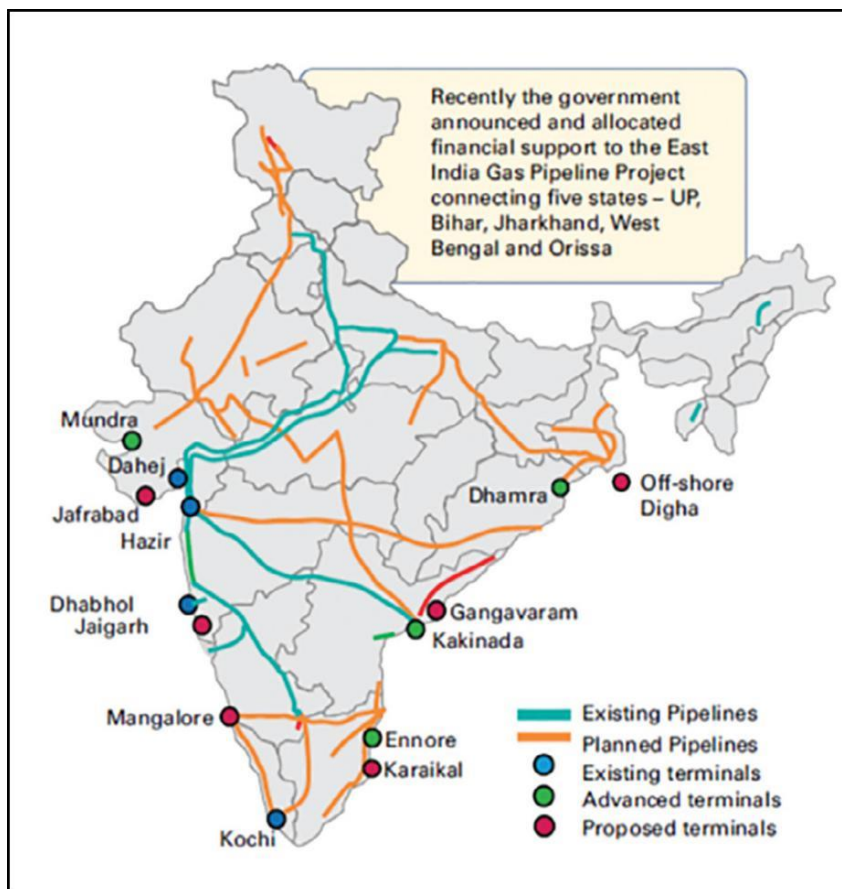 Recently the government
announced and allocated
financial support to the East
India Gas Pipeline Project
connecting five states – UP,
Bihar, Jharkhand, West
Bengal and Orissa
Mundra
Dahej
Jafrabad
Hazir
Dhamra
Off-shore
Digha
Dhabhol
Jaigarh
Gangavaram
Kakinada
Mangalore
Ennore
Karaikal
Kochi
Existing Pipelines
Planned Pipelines
Existing terminals
Advanced terminals
Proposed terminals